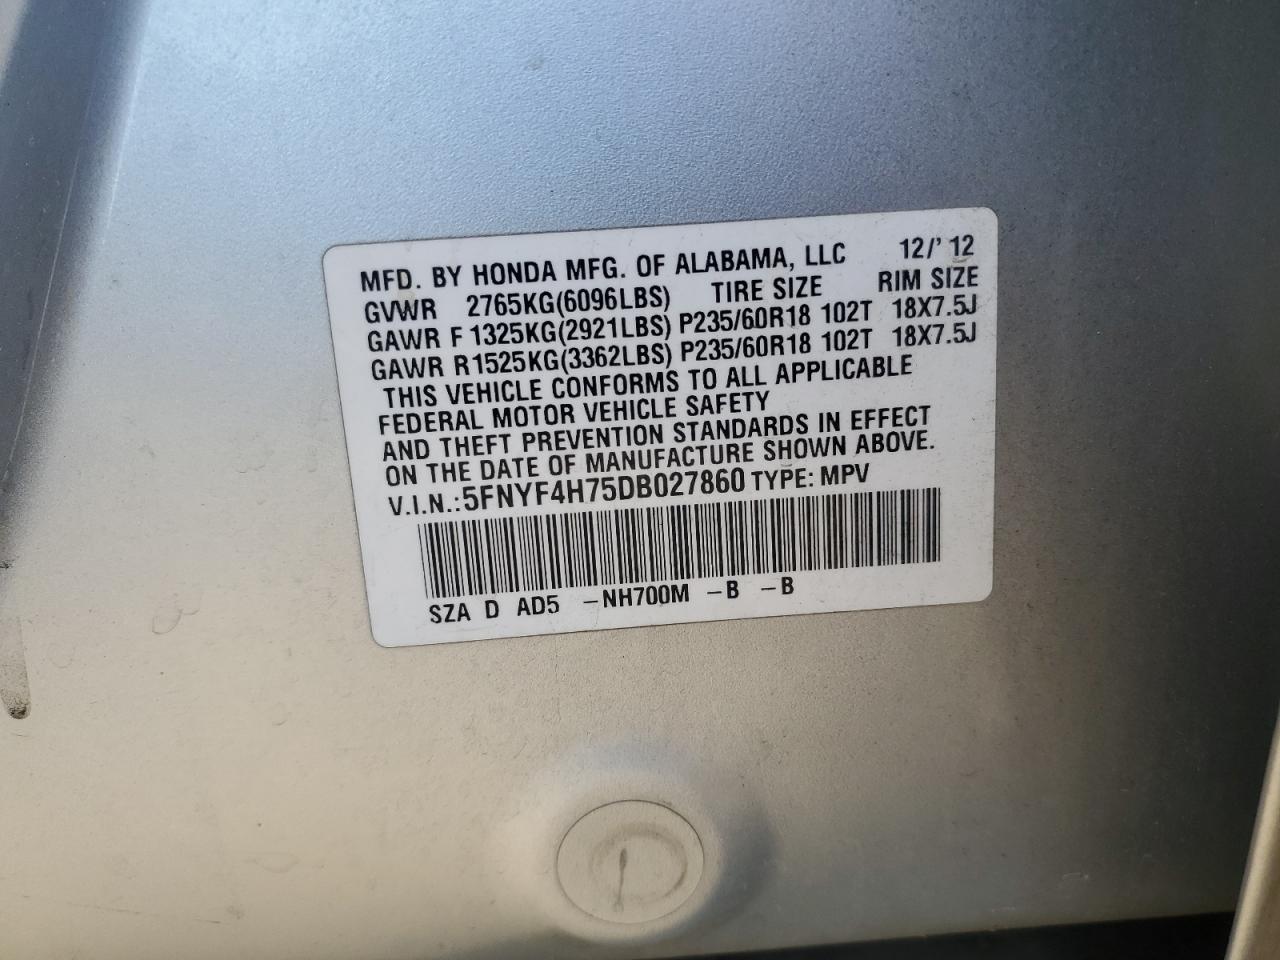 MFD. BY HONDA MFG. OF ALABAMA, LLC 12/'12
GVWR 2765KG(6096LBS) TIRE SIZE RIM SIZE
GAWR F 1325KG(2921LBS) P235/60R18 102T 18X7.5J
GAWR R1525KG(3362LBS) P235/60R18 102T 18X7.5J
THIS VEHICLE CONFORMS TO ALL APPLICABLE
FEDERAL MOTOR VEHICLE SAFETY
AND THEFT PREVENTION STANDARDS IN EFFECT
ON THE DATE OF MANUFACTURE SHOWN ABOVE.
V.I.N.:5FNYF4H75DB027860 TYPE: MPV
SZA D AD5 –NH700M –B –B